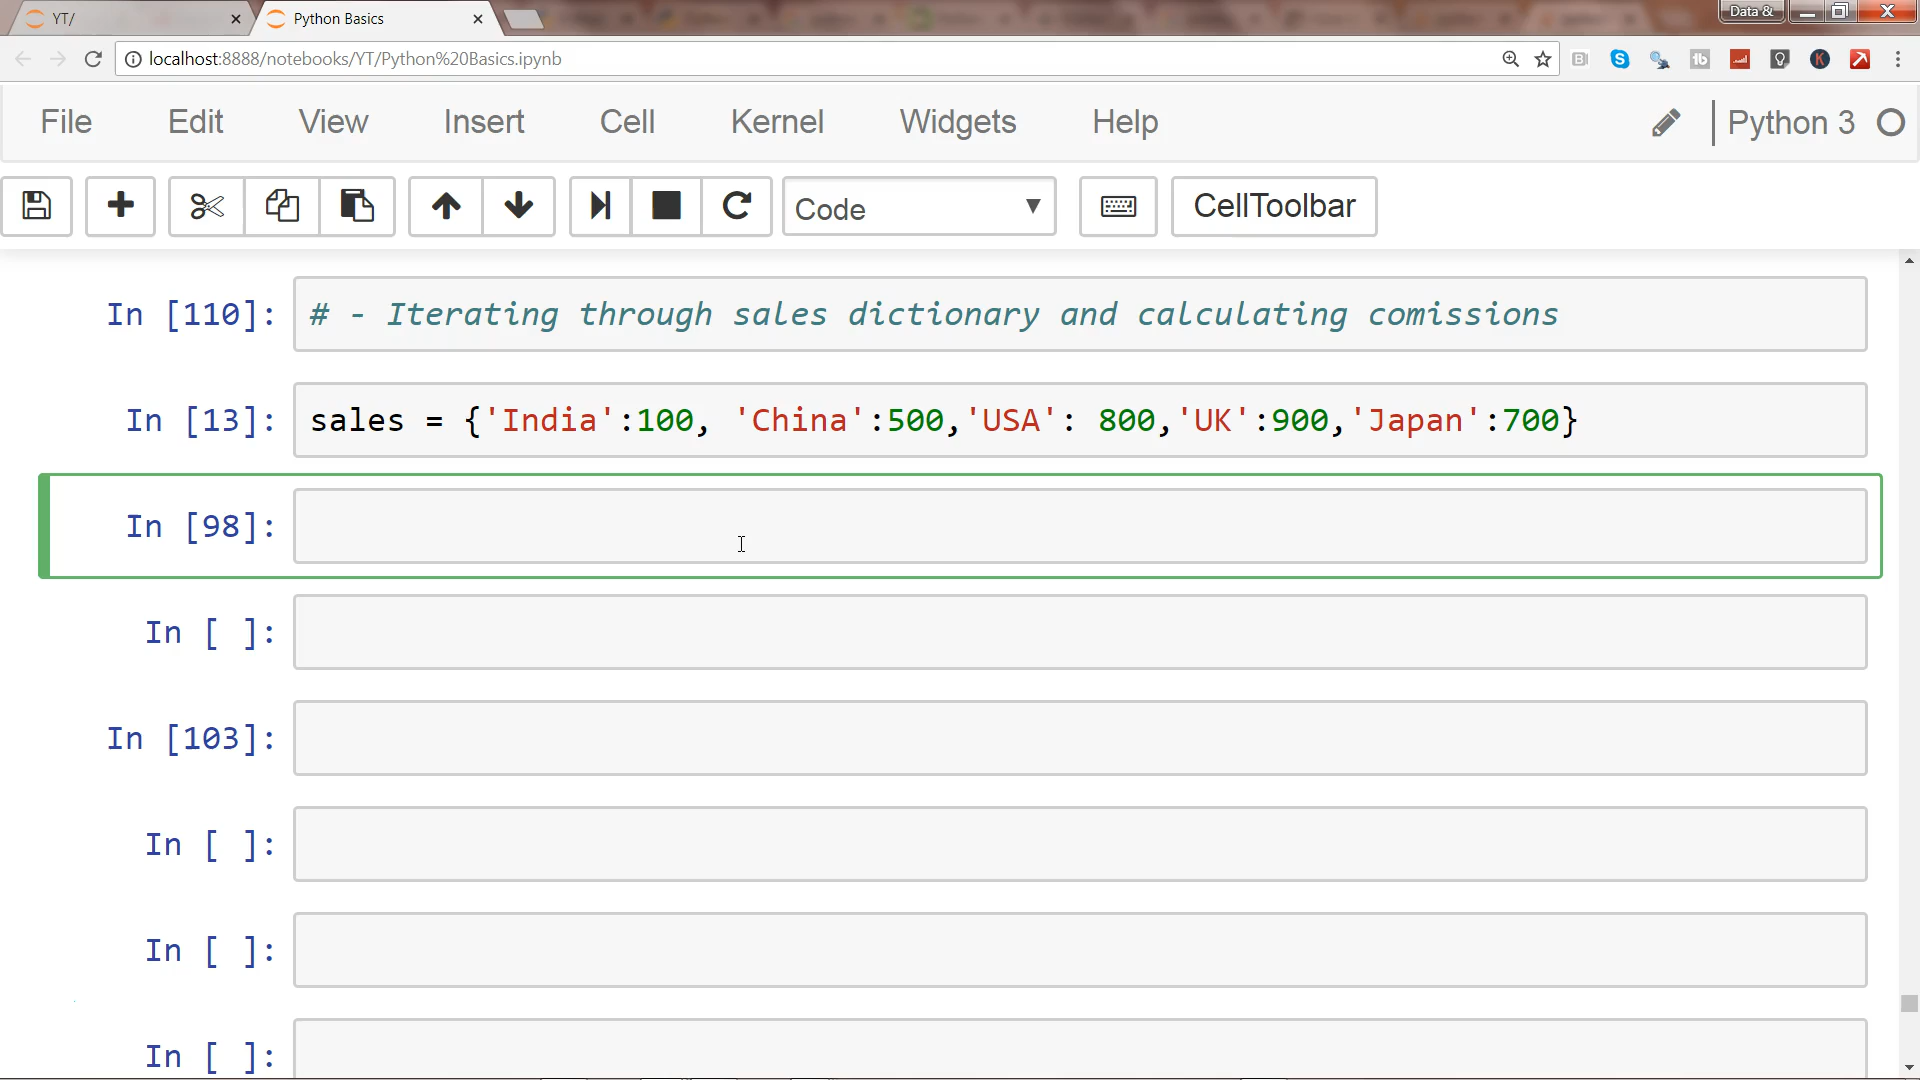 YT/
Python Basics
Data &
localhost:8888/notebooks/YT/Python%20Basics.ipynb
File Edit View Insert Cell Kernel Widgets Help Python 3
Code CellToolbar
In [110]: # - Iterating through sales dictionary and calculating comissions
In [13]: sales = {'India':100, 'China':500,'USA': 800,'UK':900,'Japan':700}
In [98]:
In [ ]:
In [103]:
In [ ]:
In [ ]:
In [ ]: